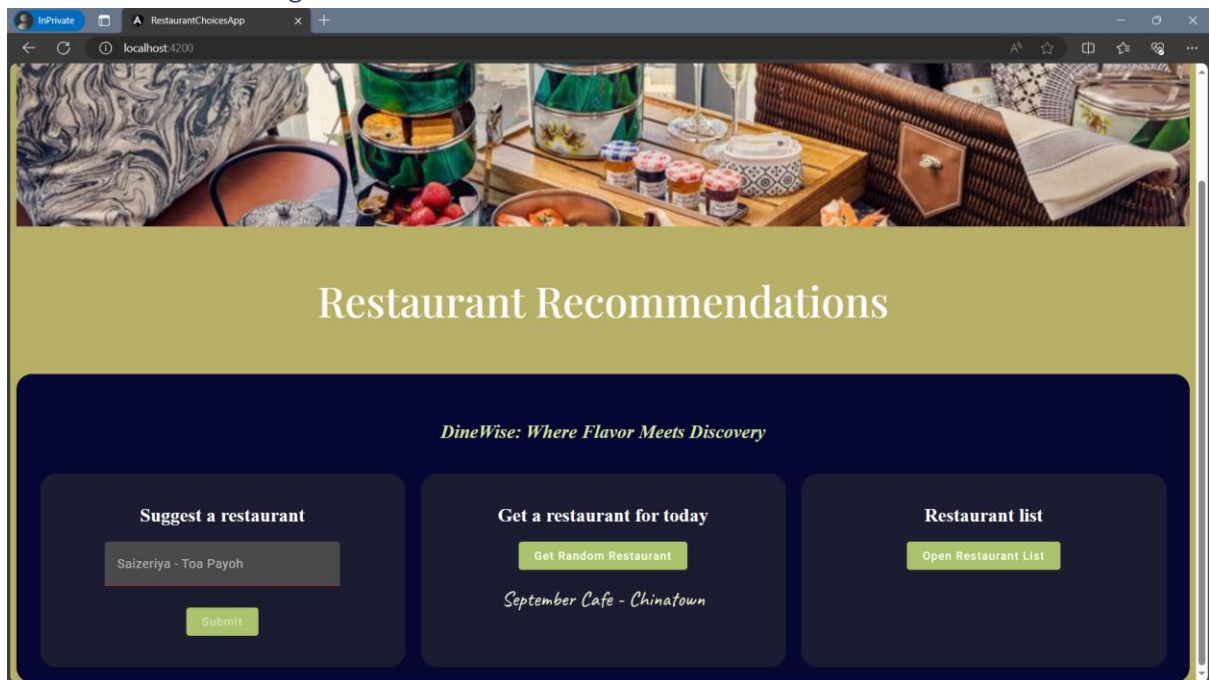 InPrivate
RestaurantChoicesApp
localhost:4200
Restaurant Recommendations
DineWise: Where Flavor Meets Discovery
Suggest a restaurant
Saizeriya - Toa Payoh
Submit
Get a restaurant for today
Get Random Restaurant
September Cafe - Chinatown
Restaurant list
Open Restaurant List